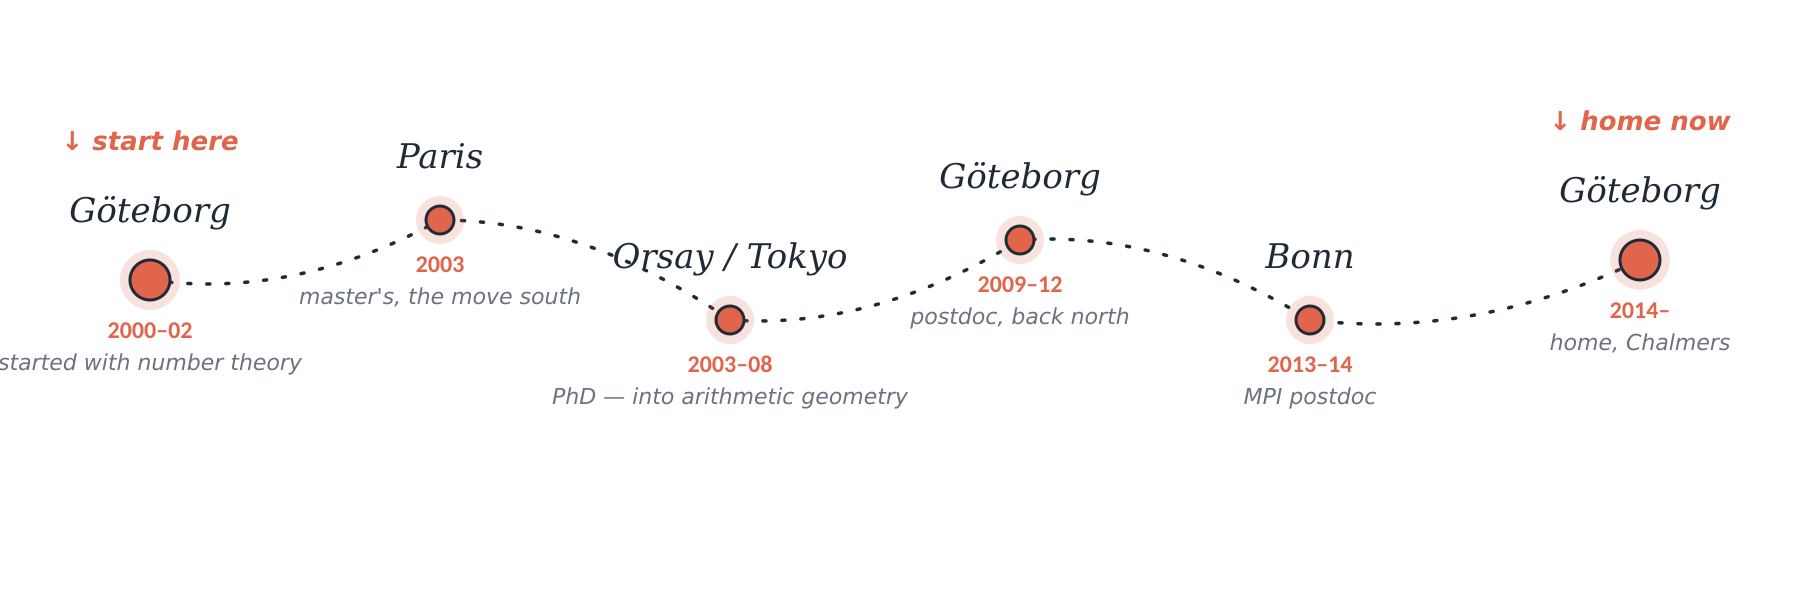 ↓ start here
Göteborg
2000–02
started with number theory
Paris
2003
master's, the move south
Orsay / Tokyo
2003–08
PhD — into arithmetic geometry
Göteborg
2009–12
postdoc, back north
Bonn
2013–14
MPI postdoc
↓ home now
Göteborg
2014–
home, Chalmers